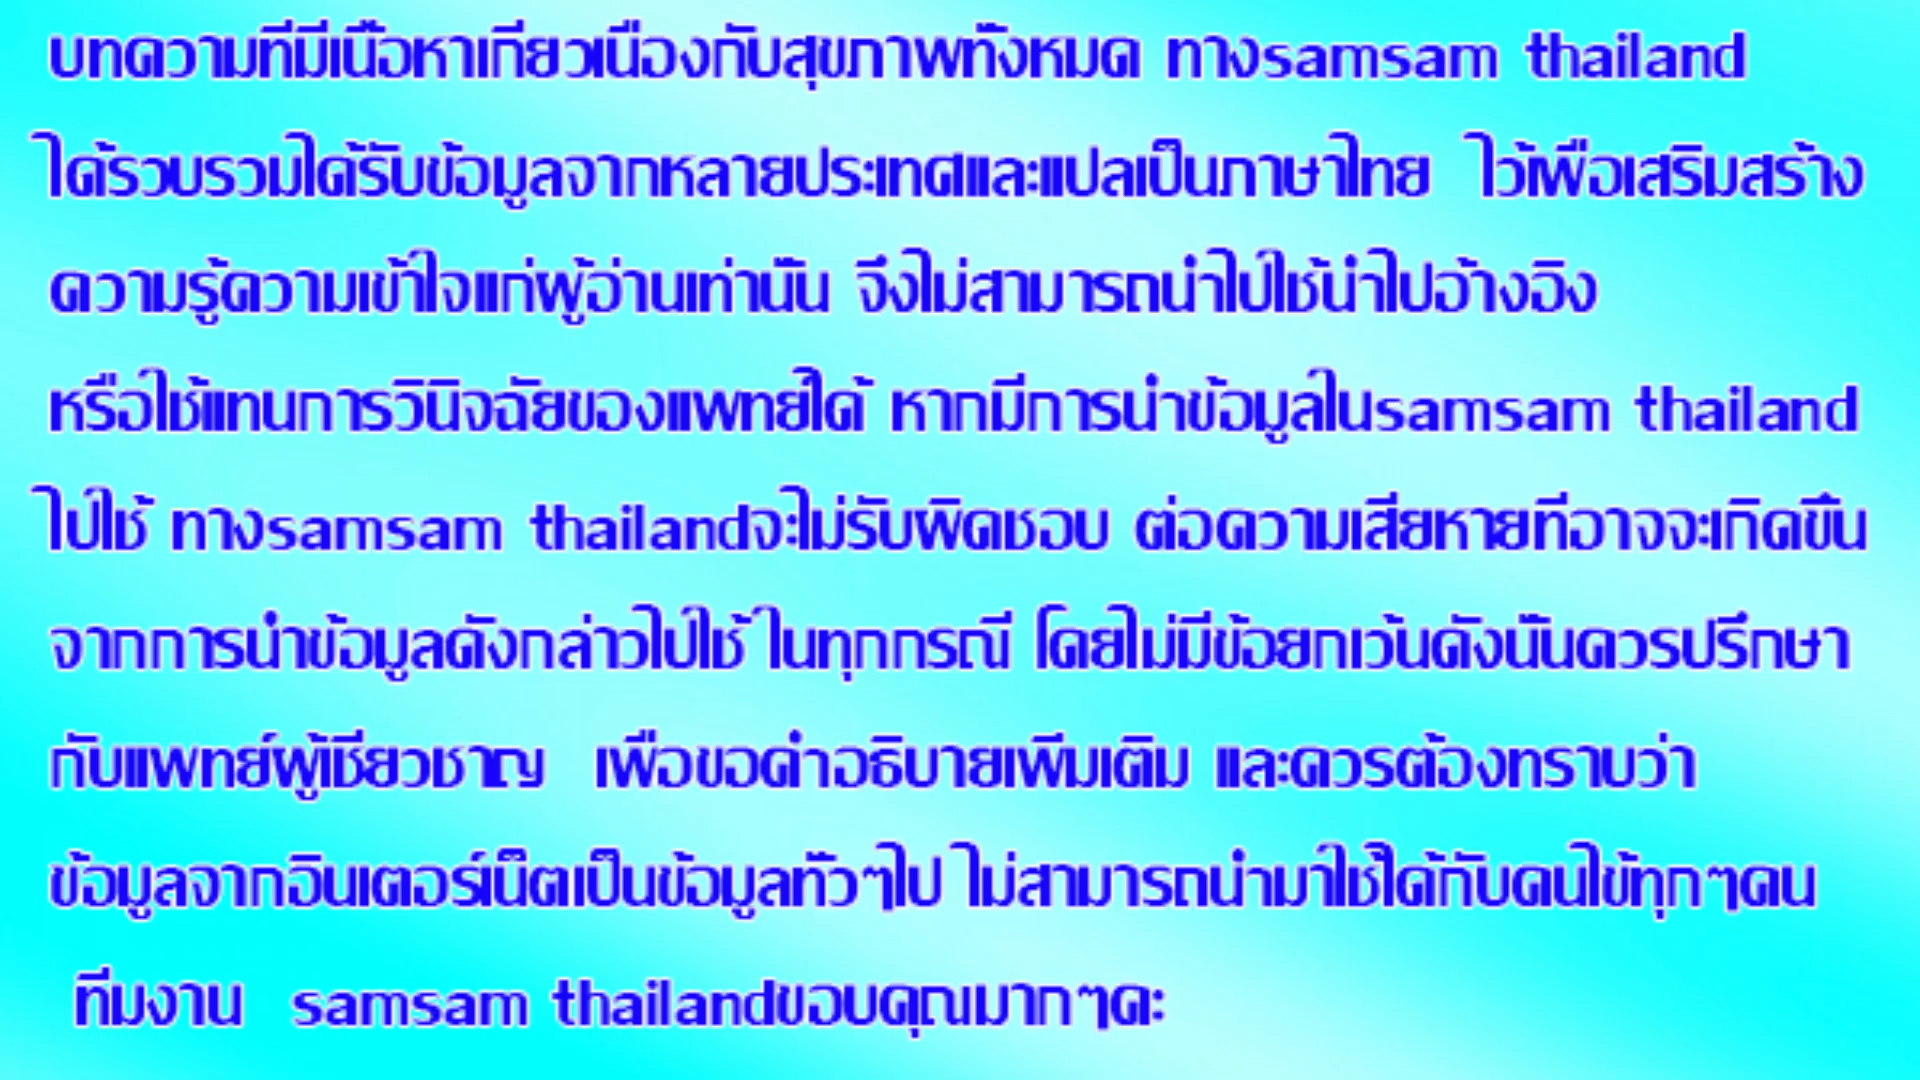 บทความที่มีเนื้อหาเกี่ยวเนื่องกับสุขภาพทั้งหมด ทางsamsam thailand
ได้รวบรวมได้รับข้อมูลจากหลายประเทศและแปลเป็นภาษาไทย ไว้เพื่อเสริมสร้าง
ความรู้ความเข้าใจแก่ผู้อ่านเท่านั้น จึงไม่สามารถนำไปใช้นำไปอ้างอิง
หรือใช้แทนการวินิจฉัยของแพทย์ได้ หากมีการนำข้อมูลในsamsam thailand
ไปใช้ ทางsamsam thailandจะไม่รับผิดชอบ ต่อความเสียหายที่อาจจะเกิดขึ้น
จากการนำข้อมูลดังกล่าวไปใช้ ในทุกกรณี โดยไม่มีข้อยกเว้นดังนั้นควรปรึกษา
กับแพทย์ผู้เชี่ยวชาญ เพื่อขอคำอธิบายเพิ่มเติม และควรต้องทราบว่า
ข้อมูลจากอินเตอร์เน็ตเป็นข้อมูลทั่วๆไป ไม่สามารถนำมาใช้ได้กับคนไข้ทุกๆคน
ทีมงาน samsam thailandขอบคุณมากๆค่ะ